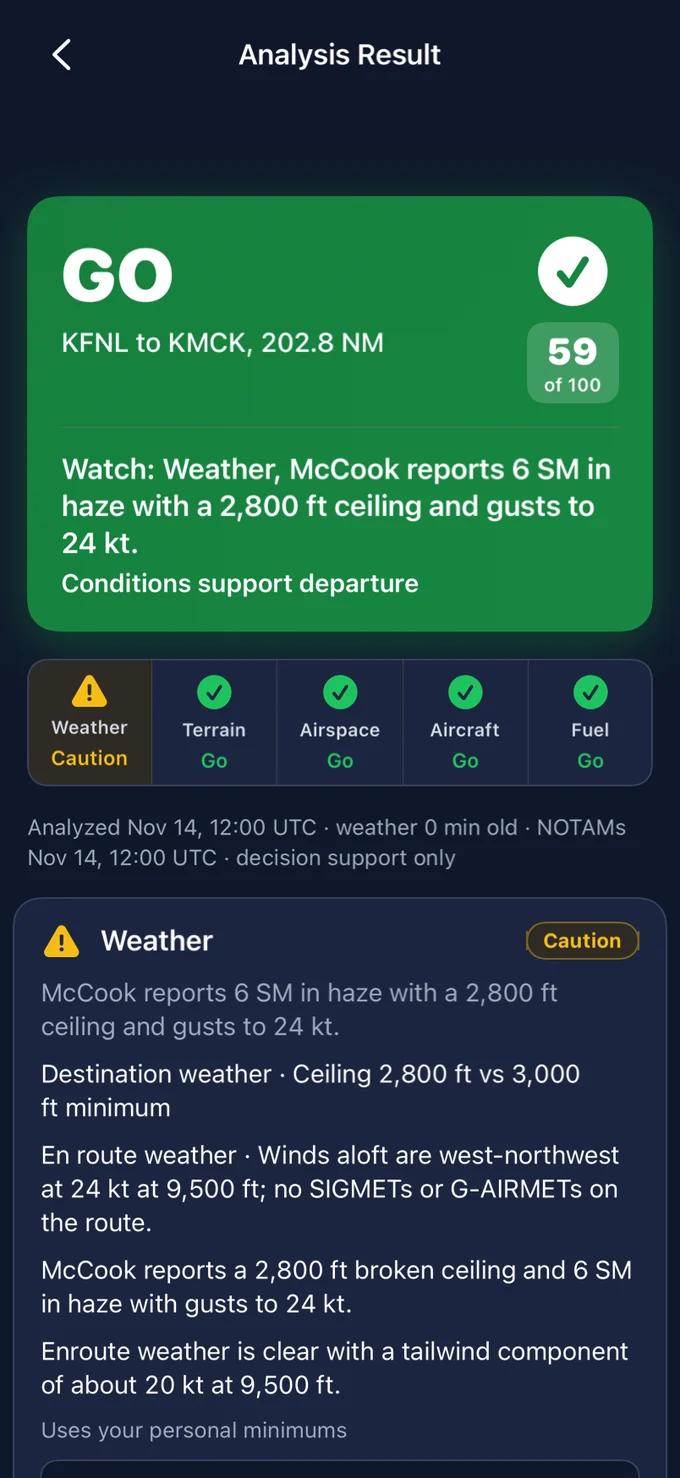 Analysis Result
GO
KFNL to KMCK, 202.8 NM
59
of 100
Watch: Weather, McCook reports 6 SM in
haze with a 2,800 ft ceiling and gusts to
24 kt.
Conditions support departure
Weather
Caution
Terrain
Go
Airspace
Go
Aircraft
Go
Fuel
Go
Analyzed Nov 14, 12:00 UTC · weather 0 min old · NOTAMs
Nov 14, 12:00 UTC · decision support only
Weather
Caution
McCook reports 6 SM in haze with a 2,800 ft
ceiling and gusts to 24 kt.
Destination weather · Ceiling 2,800 ft vs 3,000
ft minimum
En route weather · Winds aloft are west-northwest
at 24 kt at 9,500 ft; no SIGMETs or G-AIRMETs on
the route.
McCook reports a 2,800 ft broken ceiling and 6 SM
in haze with gusts to 24 kt.
Enroute weather is clear with a tailwind component
of about 20 kt at 9,500 ft.
Uses your personal minimums